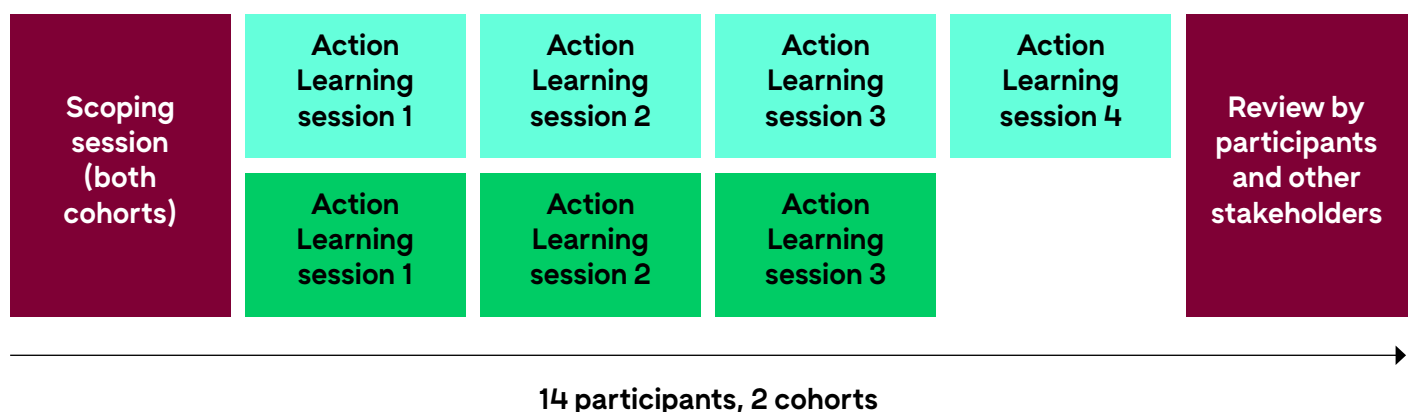 Scoping
session
(both
cohorts)
Action
Learning
session 1
Action
Learning
session 2
Action
Learning
session 3
Action
Learning
session 4
Action
Learning
session 1
Action
Learning
session 2
Action
Learning
session 3
Review by
participants
and other
stakeholders
14 participants, 2 cohorts